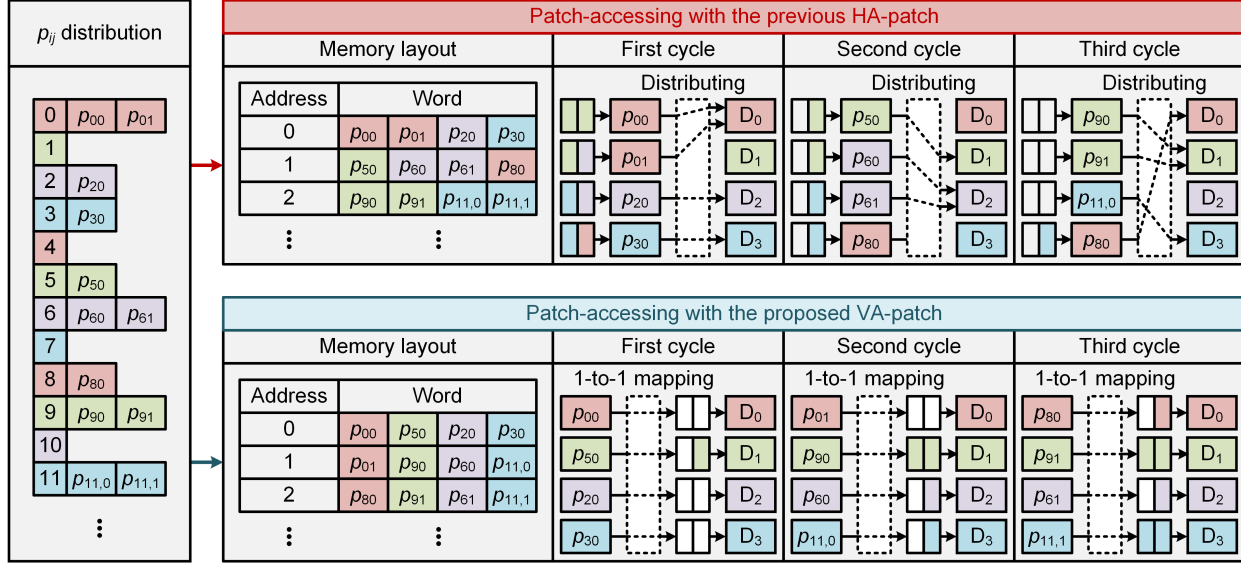 p_ij distribution
0 p_00 p_01
1
2 p_20
3 p_30
4
5 p_50
6 p_60 p_61
7
8 p_80
9 p_90 p_91
10
11 p_11,0 p_11,1
⋮
Patch-accessing with the previous HA-patch
Memory layout First cycle Second cycle Third cycle
Address Word
0 p_00 p_01 p_20 p_30
1 p_50 p_60 p_61 p_80
2 p_90 p_91 p_11,0 p_11,1
⋮ ⋮
Distributing
p_00 D_0
p_01 D_1
p_20 D_2
p_30 D_3
Distributing
p_50 D_0
p_60 D_1
p_61 D_2
p_80 D_3
Distributing
p_90 D_0
p_91 D_1
p_11,0 D_2
p_80 D_3
Patch-accessing with the proposed VA-patch
Memory layout First cycle Second cycle Third cycle
Address Word
0 p_00 p_50 p_20 p_30
1 p_01 p_90 p_60 p_11,0
2 p_80 p_91 p_61 p_11,1
⋮ ⋮
1-to-1 mapping
p_00 D_0
p_50 D_1
p_20 D_2
p_30 D_3
1-to-1 mapping
p_01 D_0
p_90 D_1
p_60 D_2
p_11,0 D_3
1-to-1 mapping
p_80 D_0
p_91 D_1
p_61 D_2
p_11,1 D_3